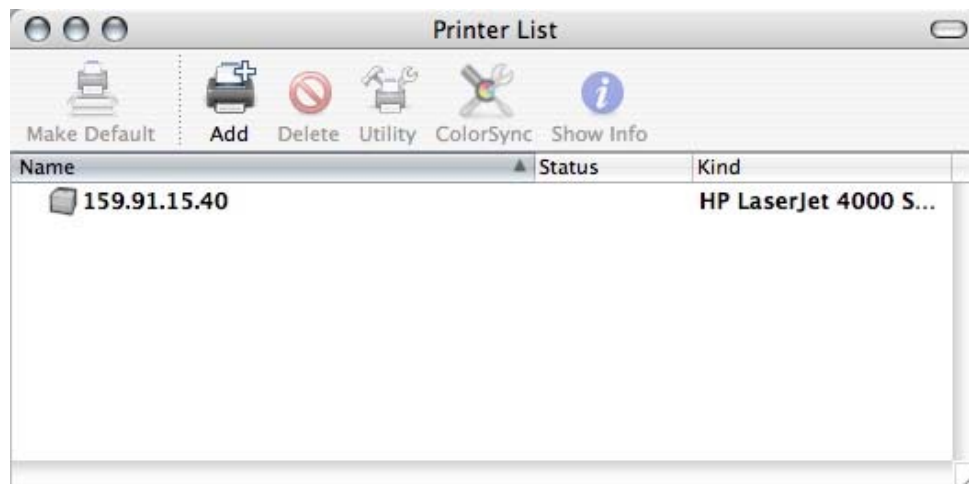 Printer List
Make Default Add Delete Utility ColorSync Show Info
Name Status Kind
159.91.15.40 HP LaserJet 4000 S...